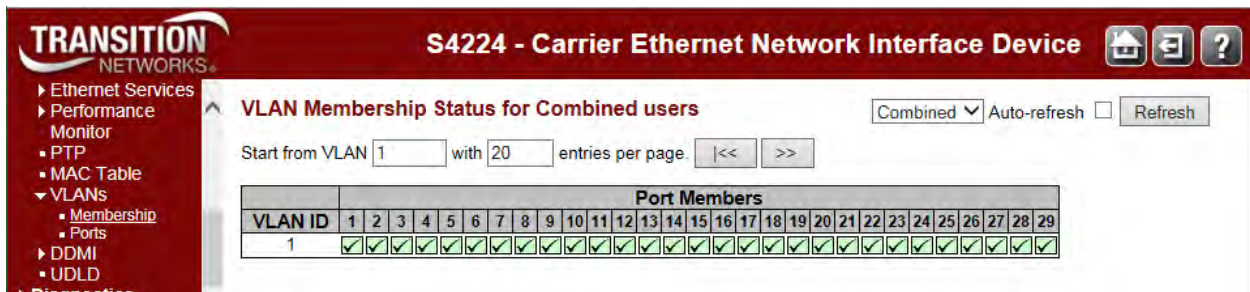 TRANSITION
NETWORKS®
S4224 - Carrier Ethernet Network Interface Device
?
Ethernet Services
Performance
Monitor
PTP
MAC Table
VLANs
Membership
Ports
DDMI
UDLD
VLAN Membership Status for Combined users
Combined Auto-refresh Refresh
Start from VLAN 1 with 20 entries per page. |<< >>
Port Members
VLAN ID 1 2 3 4 5 6 7 8 9 10 11 12 13 14 15 16 17 18 19 20 21 22 23 24 25 26 27 28 29
1